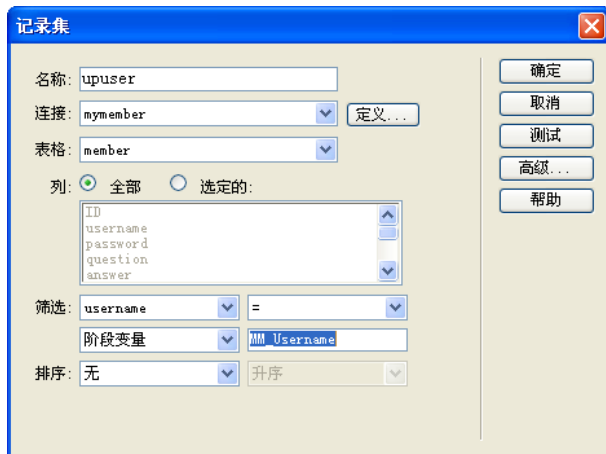 记录集
名称: upuser
连接: mymember 定义...
表格: member
列: 全部 选定的:
ID
username
password
question
answer
筛选: username =
阶段变量 MM_Username
排序: 无 升序
确定
取消
测试
高级...
帮助